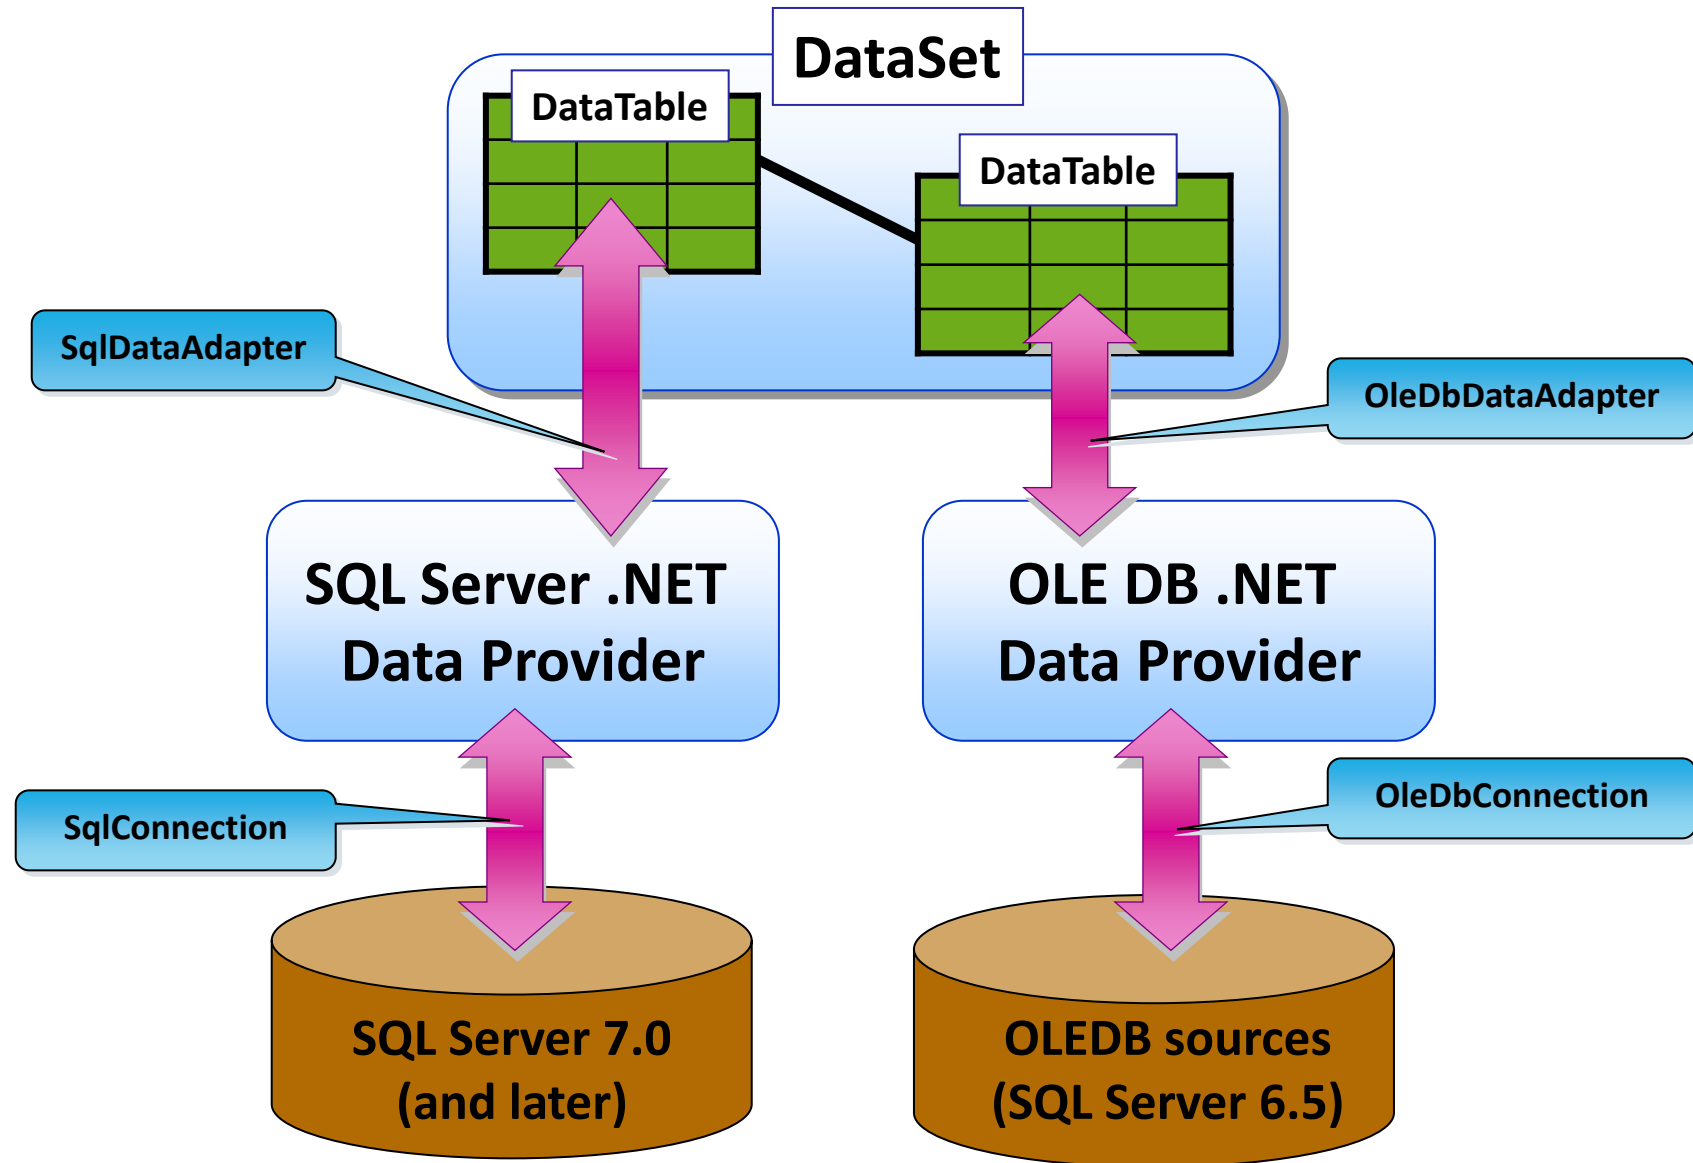 DataSet
DataTable
DataTable
SqlDataAdapter
OleDbDataAdapter
SQL Server .NET
Data Provider
OLE DB .NET
Data Provider
SqlConnection
OleDbConnection
SQL Server 7.0
(and later)
OLEDB sources
(SQL Server 6.5)